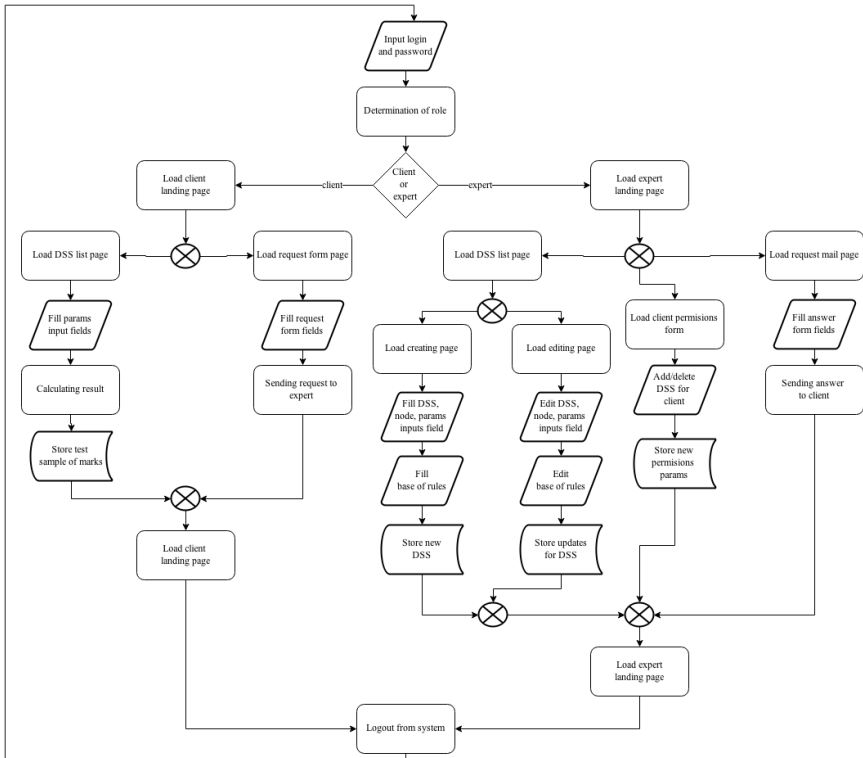 Input login
and password
Determination of role
Client
or
expert
client
expert
Load client
landing page
Load expert
landing page
Load DSS list page
Load request form page
Load DSS list page
Load request mail page
Fill params
input fields
Fill request
form fields
Load creating page
Load editing page
Load client permisions
form
Fill answer
form fields
Calculating result
Sending request to
expert
Fill DSS,
node, params
inputs field
Edit DSS,
node, params
inputs field
Add/delete
DSS for
client
Sending answer
to client
Store test
sample of marks
Fill
base of rules
Edit
base of rules
Store new
permisions
params
Load client
landing page
Store new
DSS
Store updates
for DSS
Load expert
landing page
Logout from system